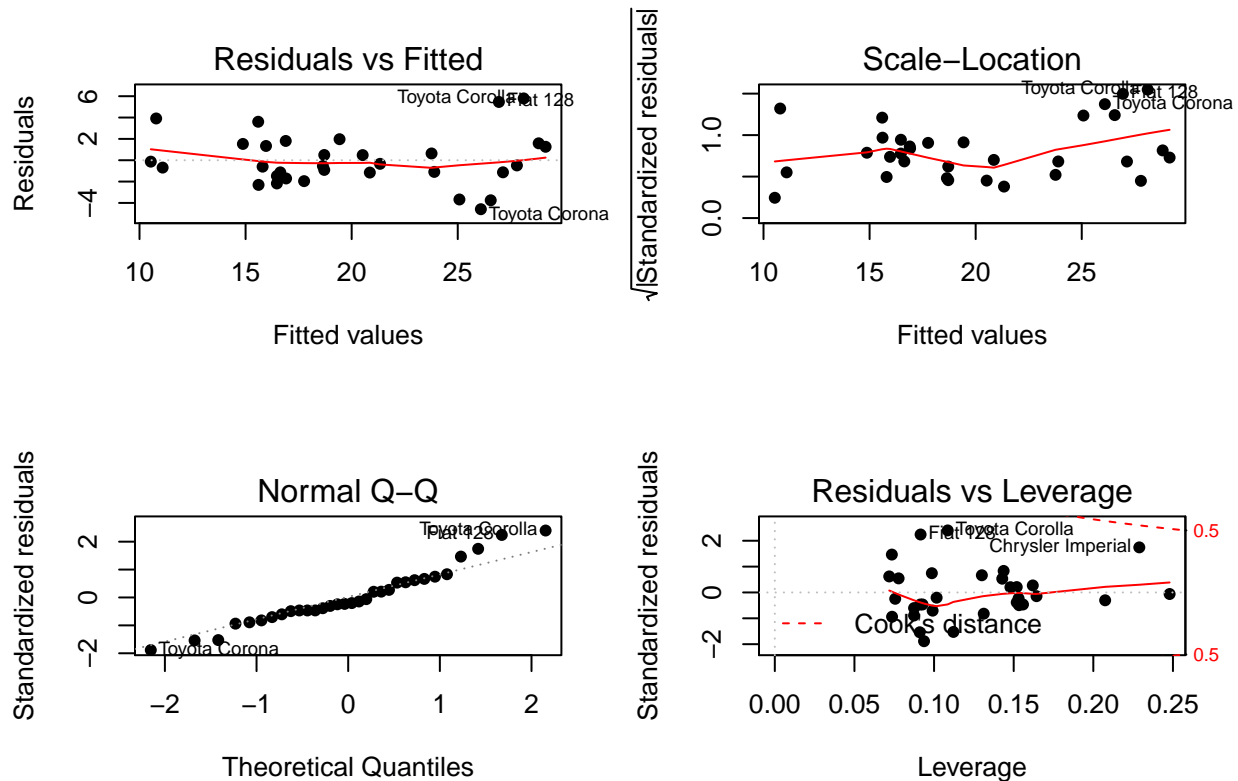 Residuals vs Fitted
Residuals
6
2
−4
Toyota Corolla
Fiat 128
Toyota Corona
10 15 20 25
Fitted values
Scale−Location
√|Standardized residuals|
1.0
0.0
Toyota Corolla
Fiat 128
Toyota Corona
10 15 20 25
Fitted values
Normal Q−Q
Standardized residuals
2
0
−2
Toyota Corolla
Fiat 128
Toyota Corona
−2 −1 0 1 2
Theoretical Quantiles
Residuals vs Leverage
Standardized residuals
2
0
−2
Fiat 128
Toyota Corolla
Chrysler Imperial
0.5
Cook's distance
0.5
0.00 0.05 0.10 0.15 0.20 0.25
Leverage